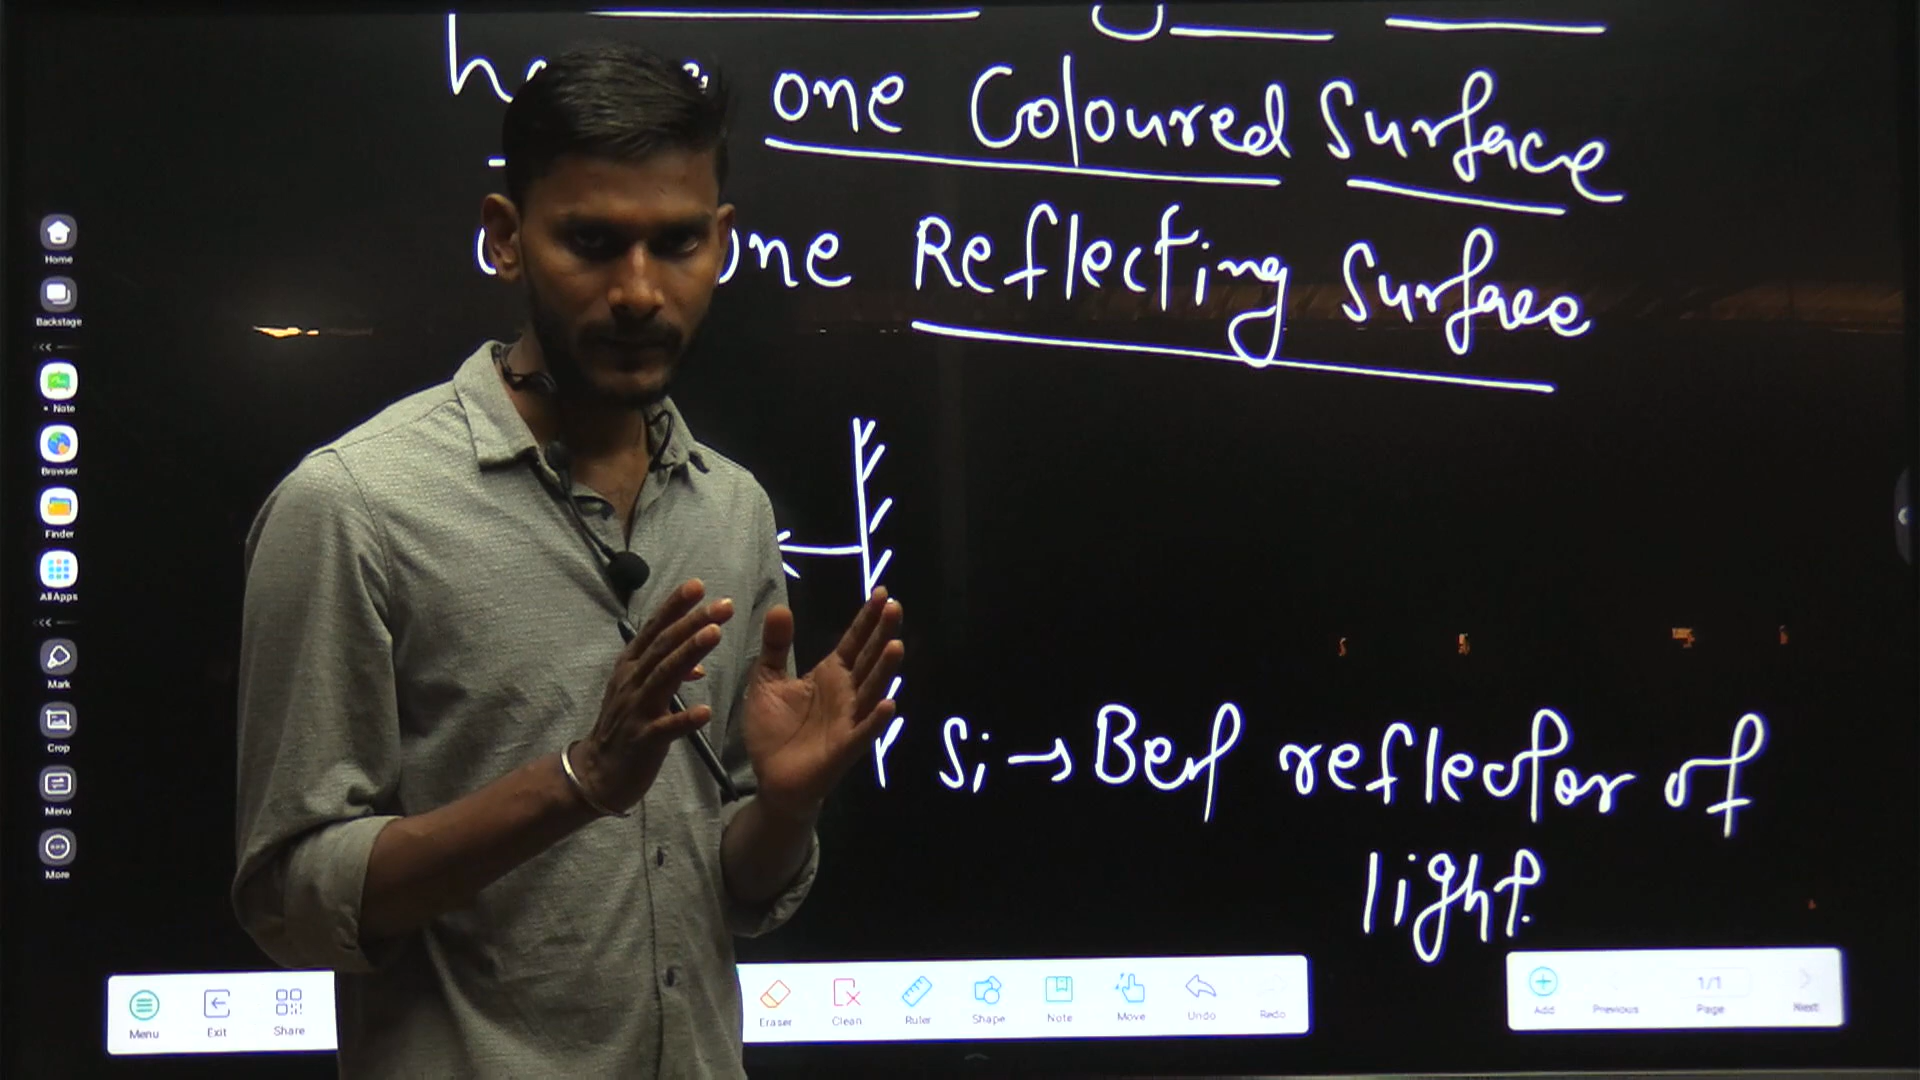 one Coloured Surface
one Reflecting Surface
Si → Best reflector of
light.
Home
Backstage
Note
Browser
Finder
All Apps
Mark
Crop
Menu
More
Menu Exit Share Eraser Clean Ruler Shape Note Move Undo Redo
Add Previous 1/1 Page Next